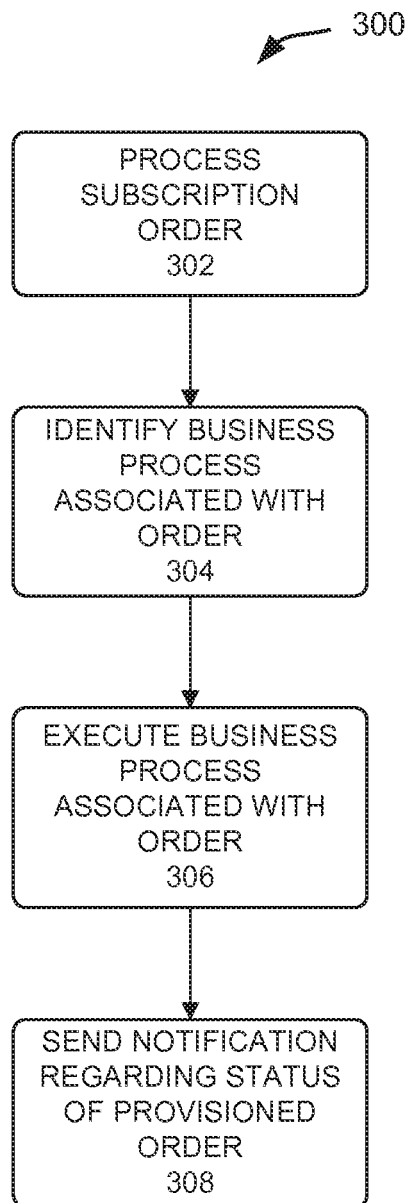 300
PROCESS
SUBSCRIPTION
ORDER
302
IDENTIFY BUSINESS
PROCESS
ASSOCIATED WITH
ORDER
304
EXECUTE BUSINESS
PROCESS
ASSOCIATED WITH
ORDER
306
SEND NOTIFICATION
REGARDING STATUS
OF PROVISIONED
ORDER
308